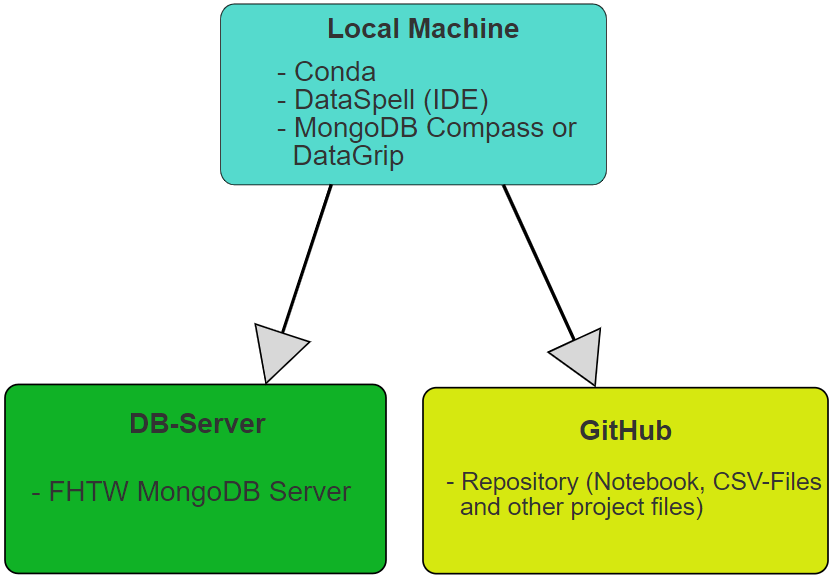 Local Machine
- Conda
- DataSpell (IDE)
- MongoDB Compass or
DataGrip
DB-Server
- FHTW MongoDB Server
GitHub
- Repository (Notebook, CSV-Files
and other project files)